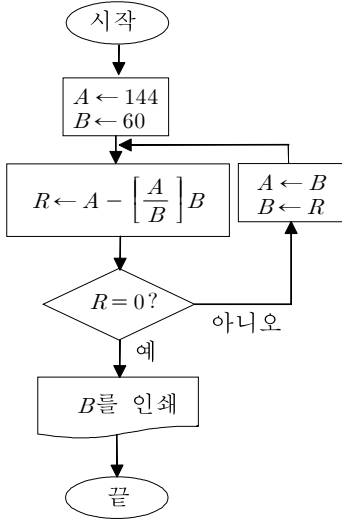 시작
A ← 144
B ← 60
R ← A − [A/B] B
A ← B
B ← R
R = 0 ?
아니오
예
B를 인쇄
끝